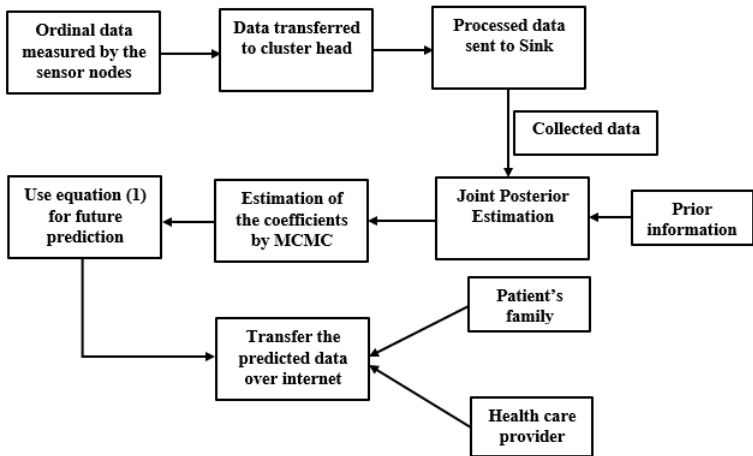 Ordinal data
measured by the
sensor nodes
Data transferred
to cluster head
Processed data
sent to Sink
Collected data
Use equation (1)
for future
prediction
Estimation of
the coefficients
by MCMC
Joint Posterior
Estimation
Prior
information
Patient's
family
Transfer the
predicted data
over internet
Health care
provider